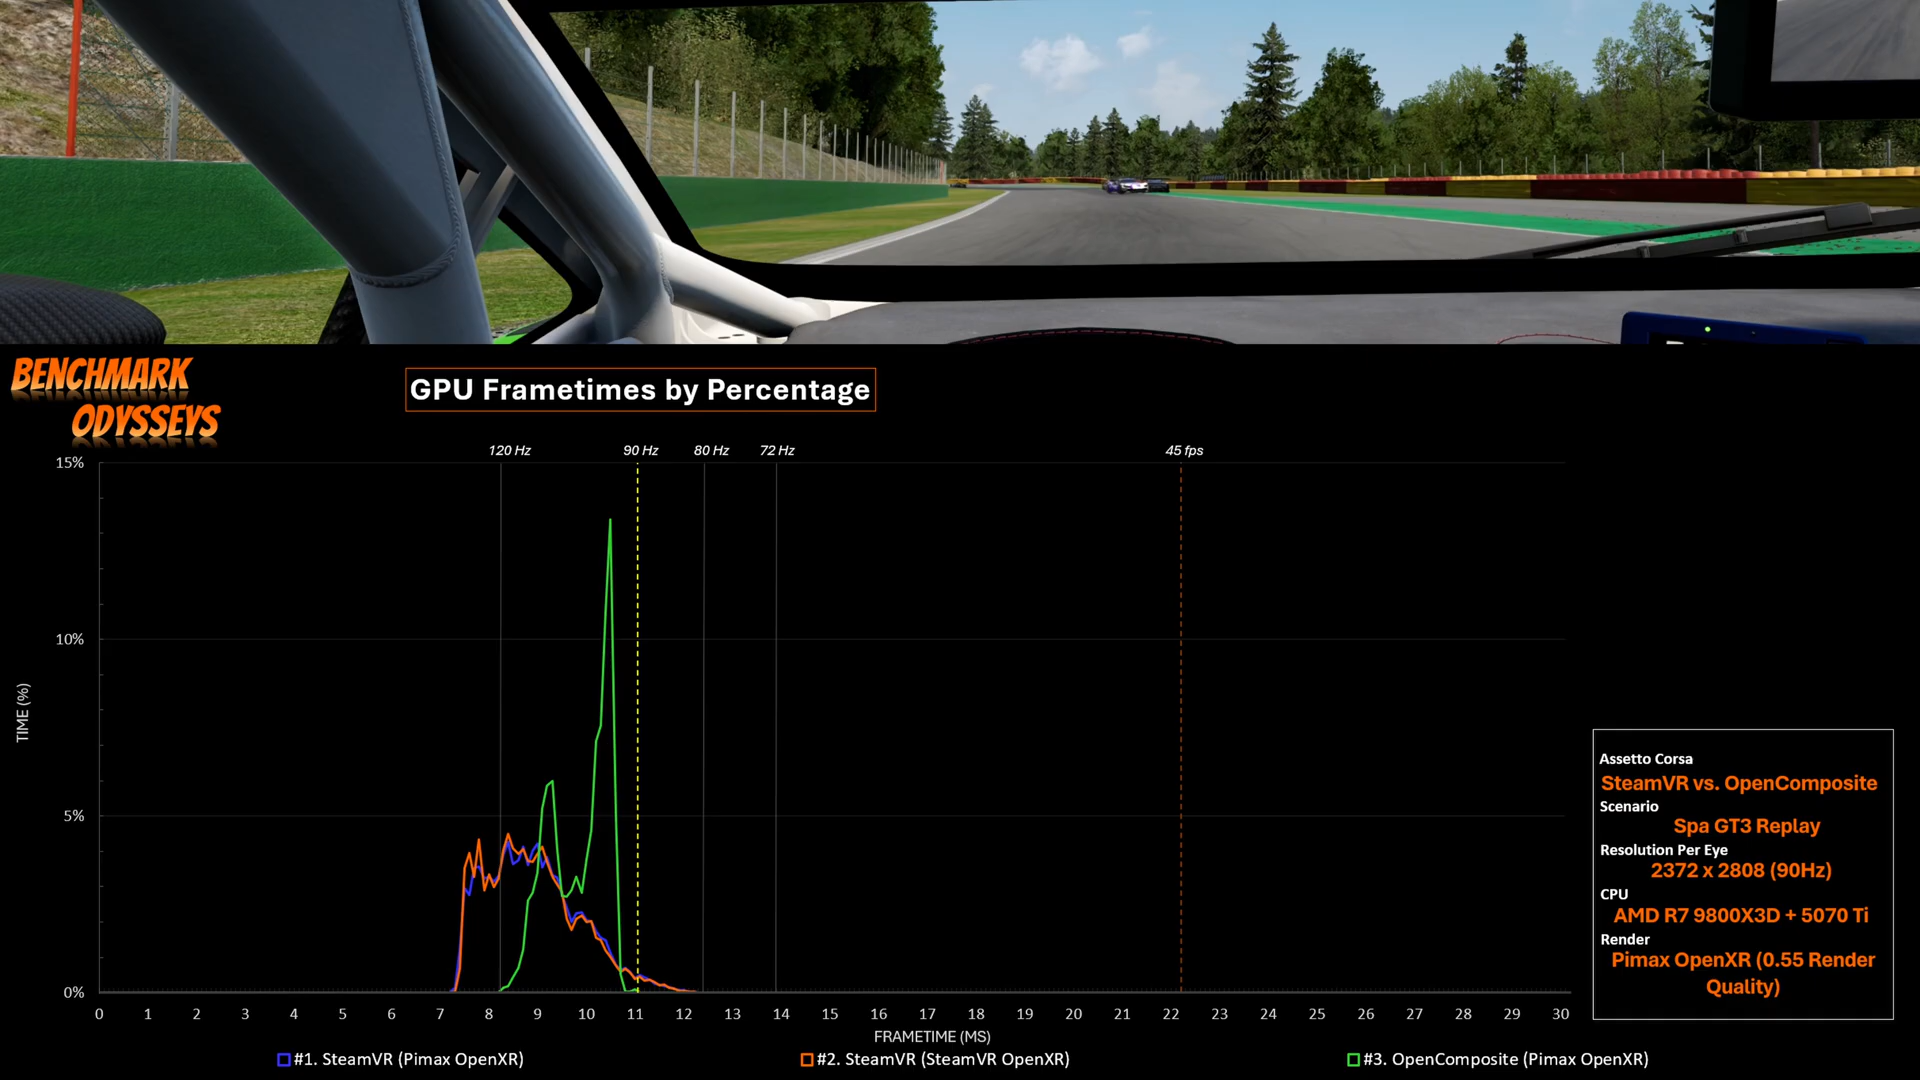 BENCHMARK
ODYSSEYS
GPU Frametimes by Percentage
120 Hz 90 Hz 80 Hz 72 Hz 45 fps
15%
10%
5%
0%
TIME (%)
0 1 2 3 4 5 6 7 8 9 10 11 12 13 14 15 16 17 18 19 20 21 22 23 24 25 26 27 28 29 30
FRAMETIME (MS)
#1. SteamVR (Pimax OpenXR) #2. SteamVR (SteamVR OpenXR) #3. OpenComposite (Pimax OpenXR)
Assetto Corsa
SteamVR vs. OpenComposite
Scenario
Spa GT3 Replay
Resolution Per Eye
2372 x 2808 (90Hz)
CPU
AMD R7 9800X3D + 5070 Ti
Render
Pimax OpenXR (0.55 Render
Quality)